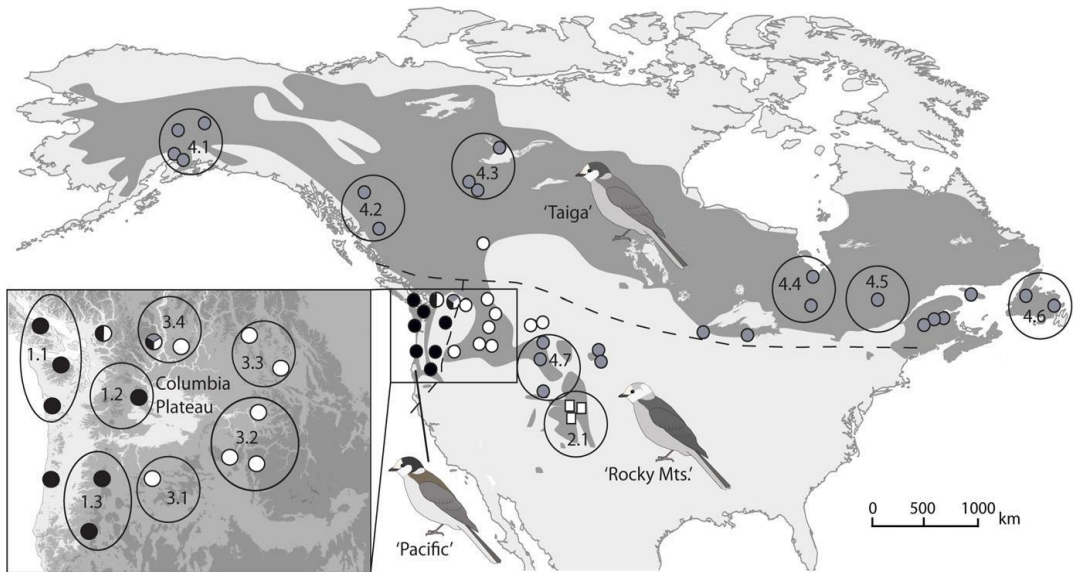 4.1
4.3
4.2
'Taiga'
4.4
4.5
4.6
4.7
2.1
3.4
1.1
3.3
1.2
Columbia
Plateau
3.2
1.3
3.1
'Rocky Mts.'
'Pacific'
0 500 1000 km